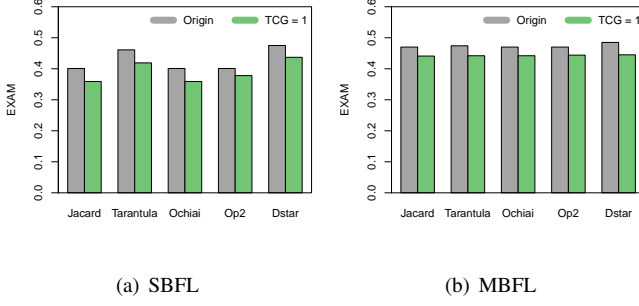 Origin TCG = 1
EXAM
0.0 0.1 0.2 0.3 0.4 0.5 0.6
Jacard Tarantula Ochiai Op2 Dstar
(a) SBFL
Origin TCG = 1
EXAM
0.0 0.1 0.2 0.3 0.4 0.5 0.6
Jacard Tarantula Ochiai Op2 Dstar
(b) MBFL